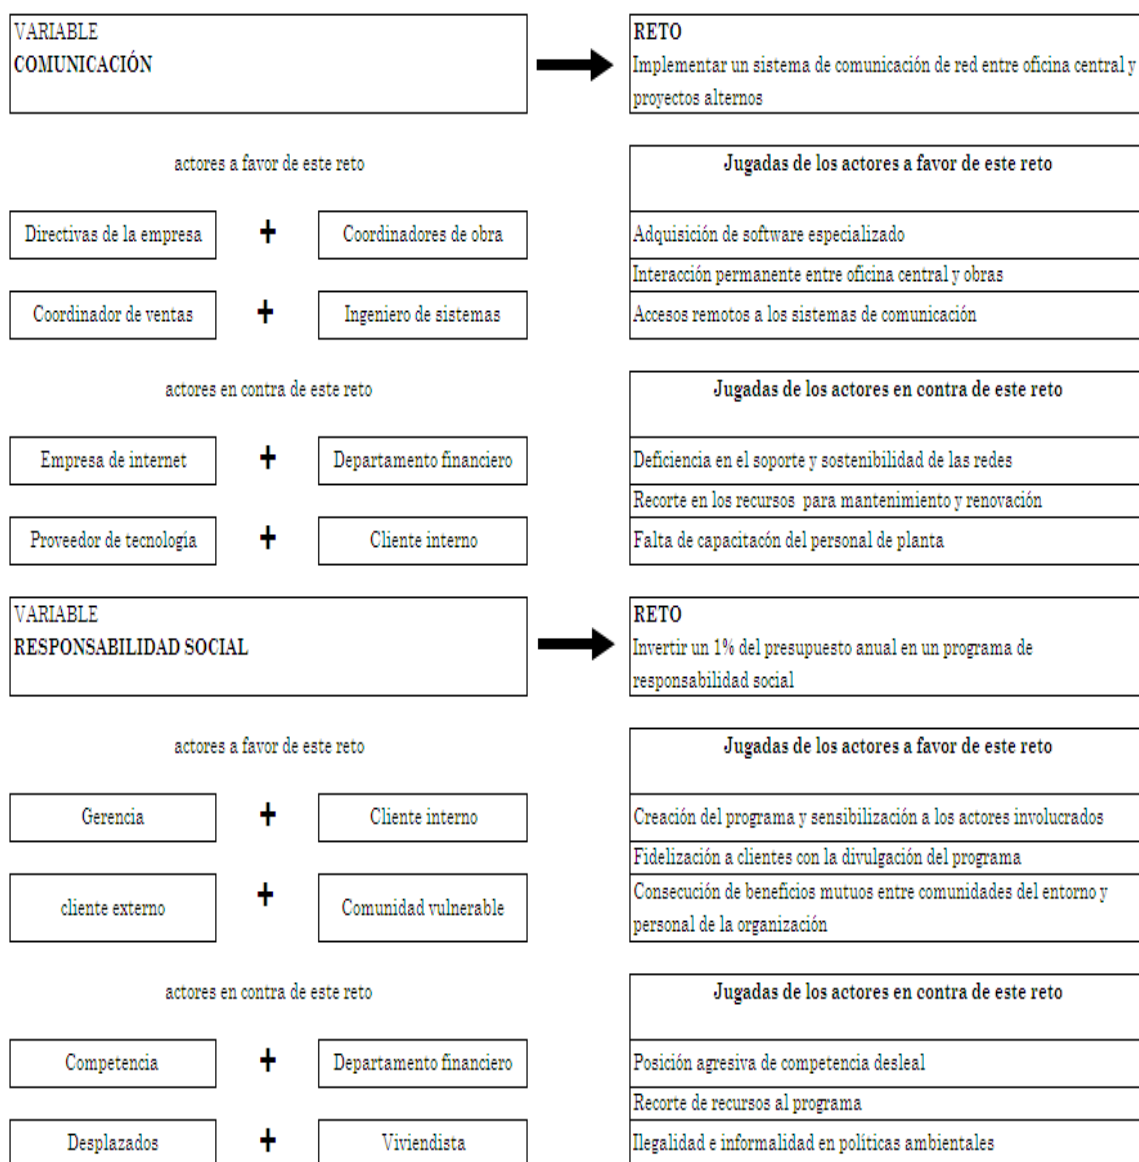 VARIABLE
COMUNICACIÓN
RETO
Implementar un sistema de comunicación de red entre oficina central y
proyectos alternos
actores a favor de este reto
Jugadas de los actores a favor de este reto
Directivas de la empresa
+
Coordinadores de obra
Adquisición de software especializado
Interacción permanente entre oficina central y obras
Coordinador de ventas
+
Ingeniero de sistemas
Accesos remotos a los sistemas de comunicación
actores en contra de este reto
Jugadas de los actores en contra de este reto
Empresa de internet
+
Departamento financiero
Deficiencia en el soporte y sostenibilidad de las redes
Recorte en los recursos para mantenimiento y renovación
Proveedor de tecnología
+
Cliente interno
Falta de capacitacón del personal de planta
VARIABLE
RESPONSABILIDAD SOCIAL
RETO
Invertir un 1% del presupuesto anual en un programa de
responsabilidad social
actores a favor de este reto
Jugadas de los actores a favor de este reto
Gerencia
+
Cliente interno
Creación del programa y sensibilización a los actores involucrados
Fidelización a clientes con la divulgación del programa
cliente externo
+
Comunidad vulnerable
Consecución de beneficios mutuos entre comunidades del entorno y
personal de la organización
actores en contra de este reto
Jugadas de los actores en contra de este reto
Competencia
+
Departamento financiero
Posición agresiva de competencia desleal
Recorte de recursos al programa
Desplazados
+
Viviendista
Ilegalidad e informalidad en políticas ambientales